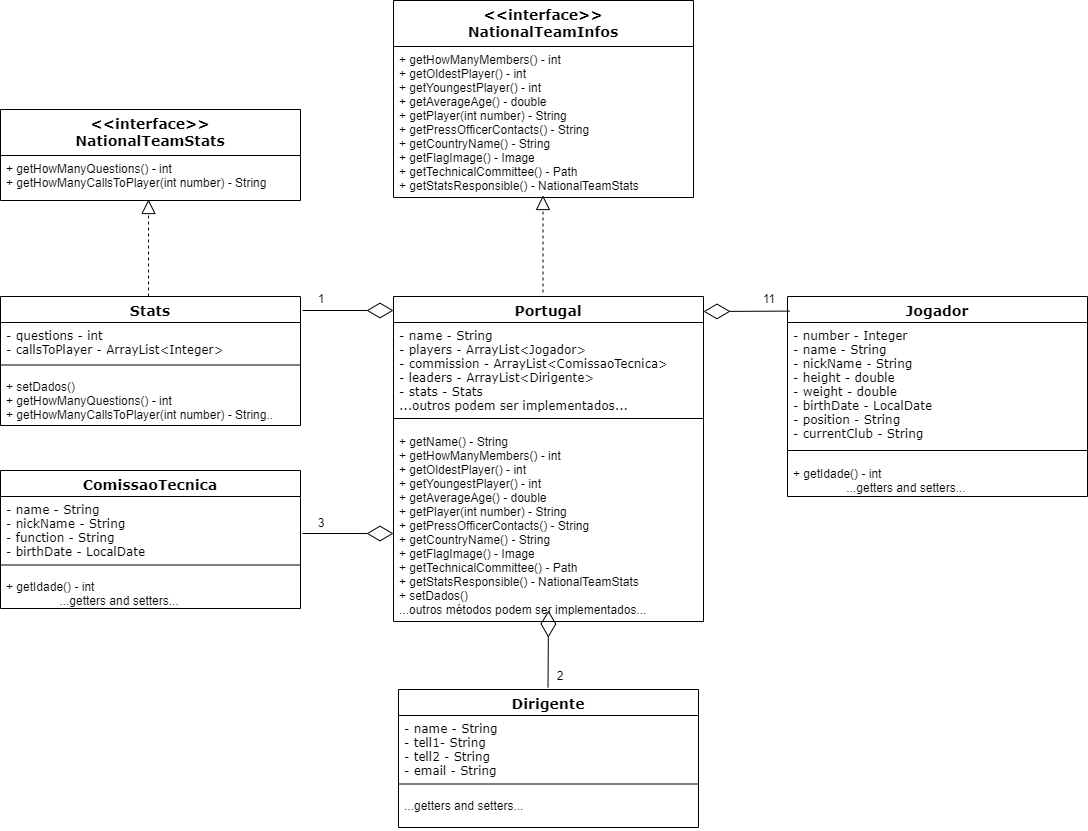 <<interface>>
NationalTeamInfos
+ getHowManyMembers() - int
+ getOldestPlayer() - int
+ getYoungestPlayer() - int
+ getAverageAge() - double
+ getPlayer(int number) - String
+ getPressOfficerContacts() - String
+ getCountryName() - String
+ getFlagImage() - Image
+ getTechnicalCommittee() - Path
+ getStatsResponsible() - NationalTeamStats
<<interface>>
NationalTeamStats
+ getHowManyQuestions() - int
+ getHowManyCallsToPlayer(int number) - String
Stats
- questions - int
- callsToPlayer - ArrayList<Integer>
+ setDados()
+ getHowManyQuestions() - int
+ getHowManyCallsToPlayer(int number) - String..
1
Portugal
- name - String
- players - ArrayList<Jogador>
- commission - ArrayList<ComissaoTecnica>
- leaders - ArrayList<Dirigente>
- stats - Stats
...outros podem ser implementados...
+ getName() - String
+ getHowManyMembers() - int
+ getOldestPlayer() - int
+ getYoungestPlayer() - int
+ getAverageAge() - double
+ getPlayer(int number) - String
+ getPressOfficerContacts() - String
+ getCountryName() - String
+ getFlagImage() - Image
+ getTechnicalCommittee() - Path
+ getStatsResponsible() - NationalTeamStats
+ setDados()
...outros métodos podem ser implementados...
11
Jogador
- number - Integer
- name - String
- nickName - String
- height - double
- weight - double
- birthDate - LocalDate
- position - String
- currentClub - String
+ getIdade() - int
...getters and setters...
ComissaoTecnica
- name - String
- nickName - String
- function - String
- birthDate - LocalDate
+ getIdade() - int
...getters and setters...
3
2
Dirigente
- name - String
- tell1- String
- tell2 - String
- email - String
...getters and setters...